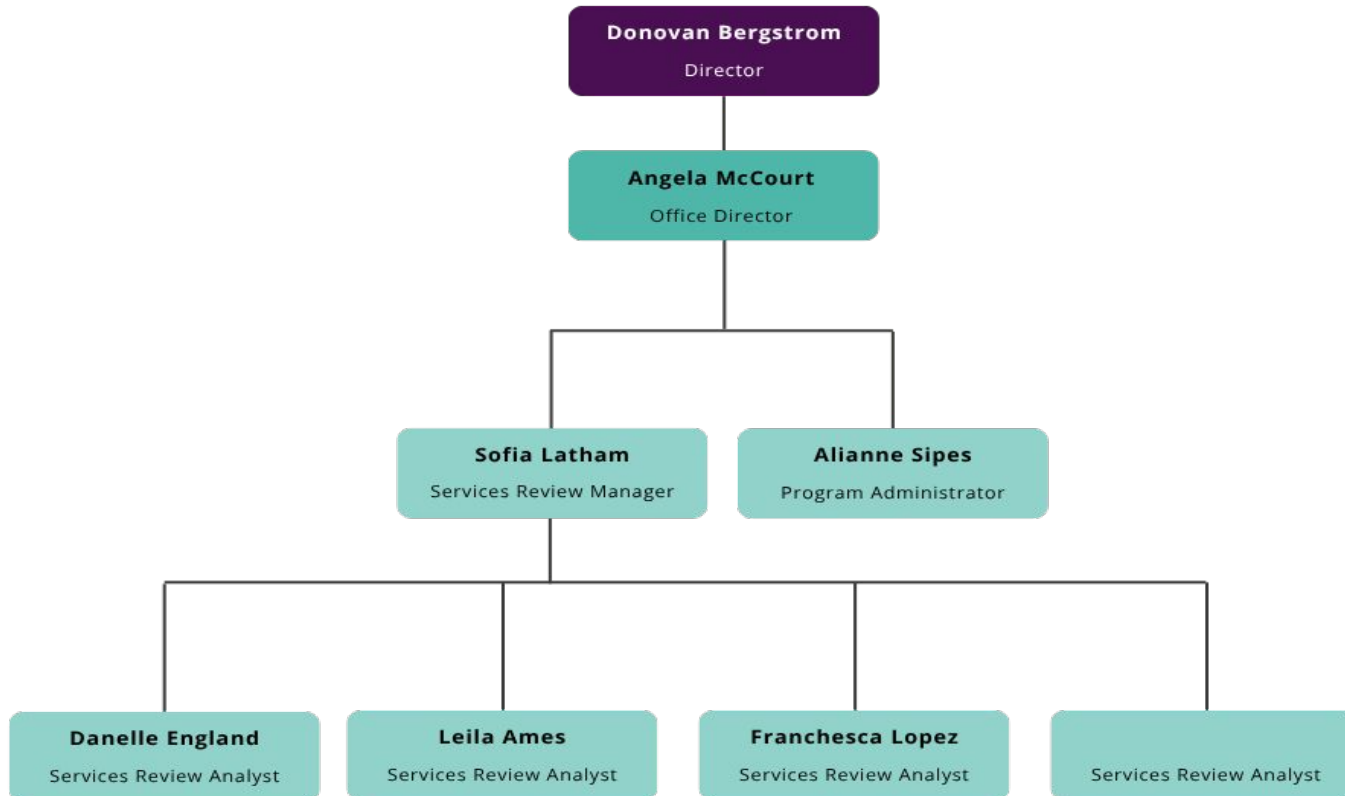 Donovan Bergstrom
Director
Angela McCourt
Office Director
Sofia Latham
Services Review Manager
Alianne Sipes
Program Administrator
Danelle England
Services Review Analyst
Leila Ames
Services Review Analyst
Franchesca Lopez
Services Review Analyst
Services Review Analyst